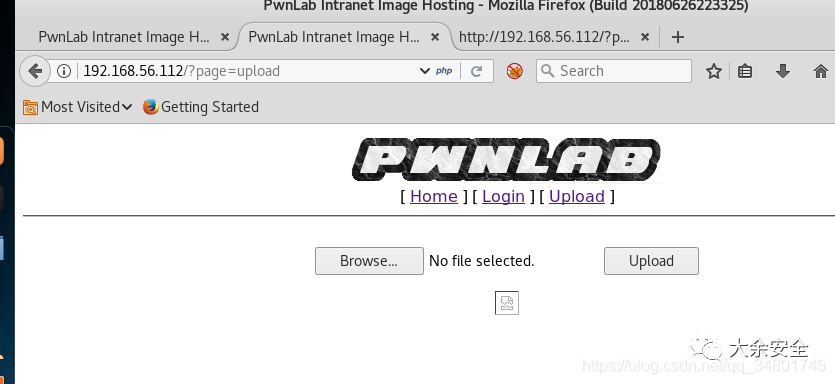 PwnLab Intranet Image Hosting - Mozilla Firefox (Build 20180626223325)
PwnLab Intranet Image H... × PwnLab Intranet Image H... × http://192.168.56.112/?p... × +
192.168.56.112/?page=upload php Search
Most Visited Getting Started
PWNLAB
[ Home ] [ Login ] [ Upload ]
Browse... No file selected. Upload
大余安全
https://blog.csdn.net/qq_34801745